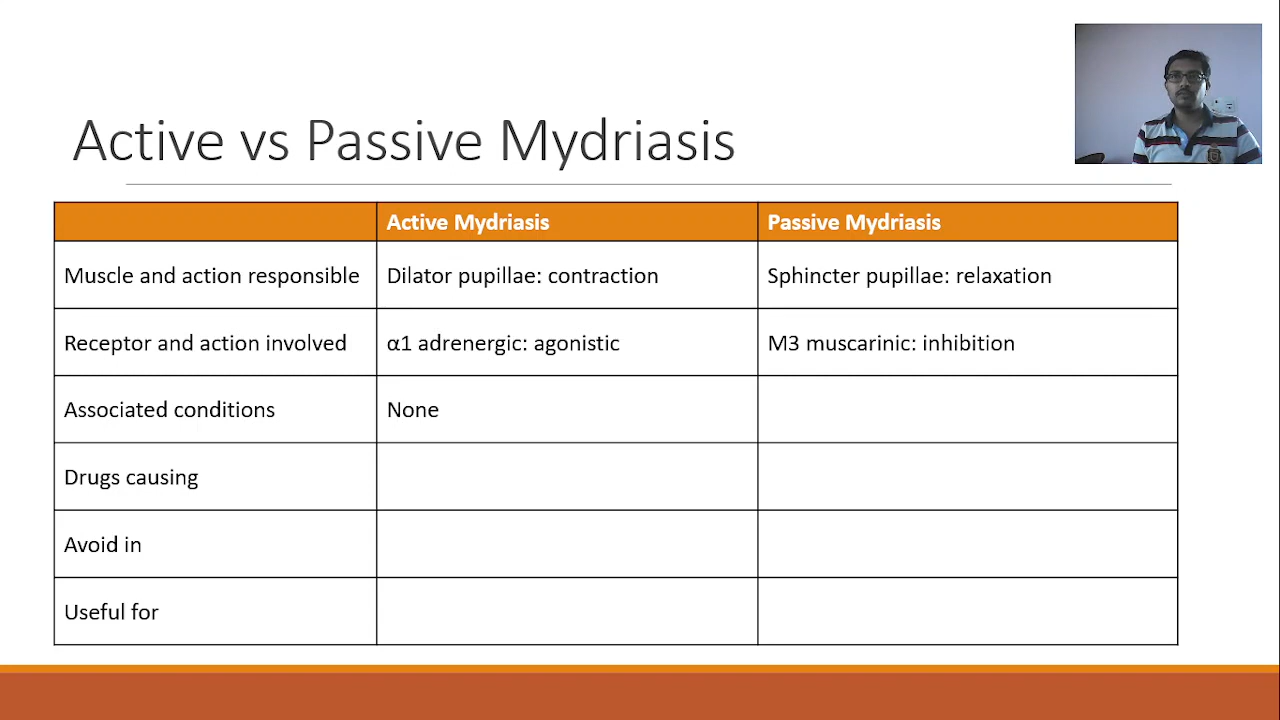 Active vs Passive Mydriasis
Active Mydriasis Passive Mydriasis
Muscle and action responsible Dilator pupillae: contraction Sphincter pupillae: relaxation
Receptor and action involved α1 adrenergic: agonistic M3 muscarinic: inhibition
Associated conditions None
Drugs causing
Avoid in
Useful for